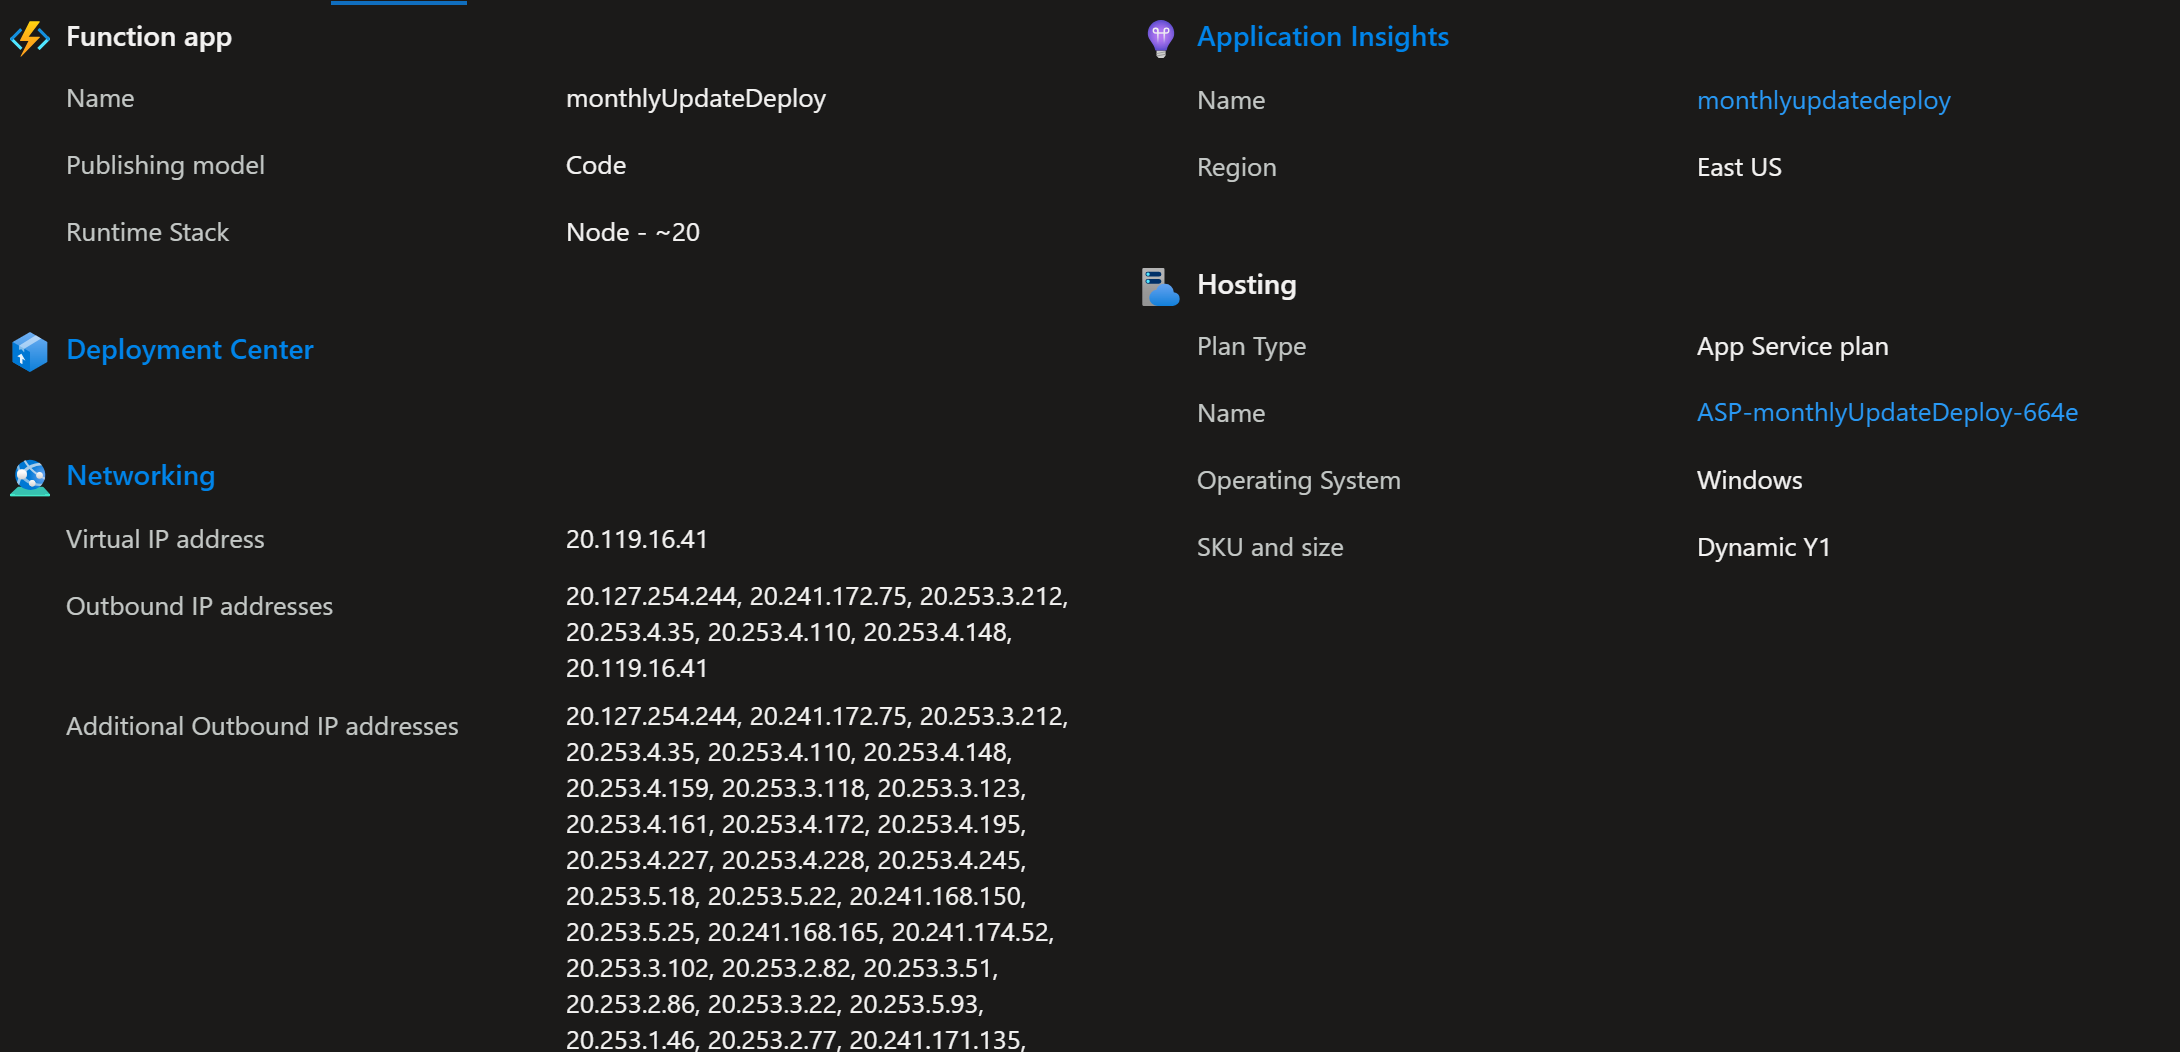 Function app
Name
monthlyUpdateDeploy
Publishing model
Code
Runtime Stack
Node - ~20
Deployment Center
Networking
Virtual IP address
20.119.16.41
Outbound IP addresses
20.127.254.244, 20.241.172.75, 20.253.3.212,
20.253.4.35, 20.253.4.110, 20.253.4.148,
20.119.16.41
Additional Outbound IP addresses
20.127.254.244, 20.241.172.75, 20.253.3.212,
20.253.4.35, 20.253.4.110, 20.253.4.148,
20.253.4.159, 20.253.3.118, 20.253.3.123,
20.253.4.161, 20.253.4.172, 20.253.4.195,
20.253.4.227, 20.253.4.228, 20.253.4.245,
20.253.5.18, 20.253.5.22, 20.241.168.150,
20.253.5.25, 20.241.168.165, 20.241.174.52,
20.253.3.102, 20.253.2.82, 20.253.3.51,
20.253.2.86, 20.253.3.22, 20.253.5.93,
20.253.1.46, 20.253.2.77, 20.241.171.135,
Application Insights
Name
monthlyupdatedeploy
Region
East US
Hosting
Plan Type
App Service plan
Name
ASP-monthlyUpdateDeploy-664e
Operating System
Windows
SKU and size
Dynamic Y1